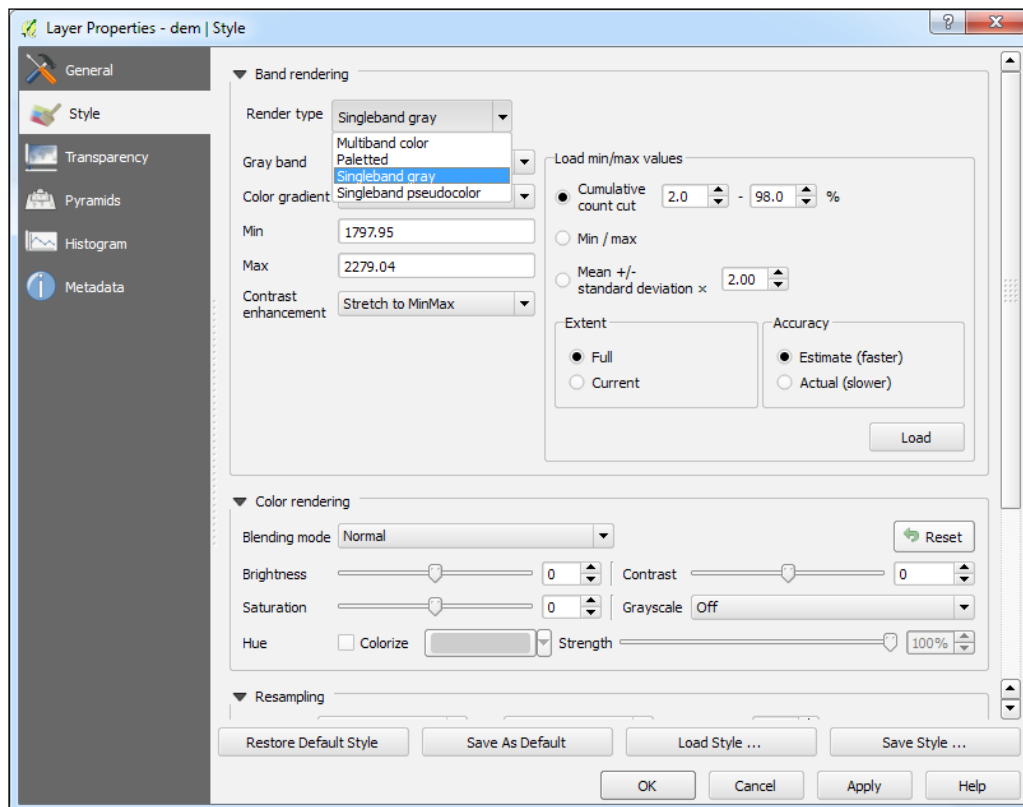 Layer Properties - dem | Style
General
Style
Transparency
Pyramids
Histogram
Metadata
Band rendering
Render type Singleband gray
Multiband color
Paletted
Singleband gray
Singleband pseudocolor
Gray band
Color gradient
Min 1797.95
Max 2279.04
Contrast
enhancement Stretch to MinMax
Load min/max values
Cumulative
count cut 2.0 - 98.0 %
Min / max
Mean +/-
standard deviation × 2.00
Extent
Full
Current
Accuracy
Estimate (faster)
Actual (slower)
Load
Color rendering
Blending mode Normal
Reset
Brightness 0 Contrast 0
Saturation 0 Grayscale Off
Hue Colorize Strength 100%
Resampling
Restore Default Style Save As Default Load Style ... Save Style ...
OK Cancel Apply Help